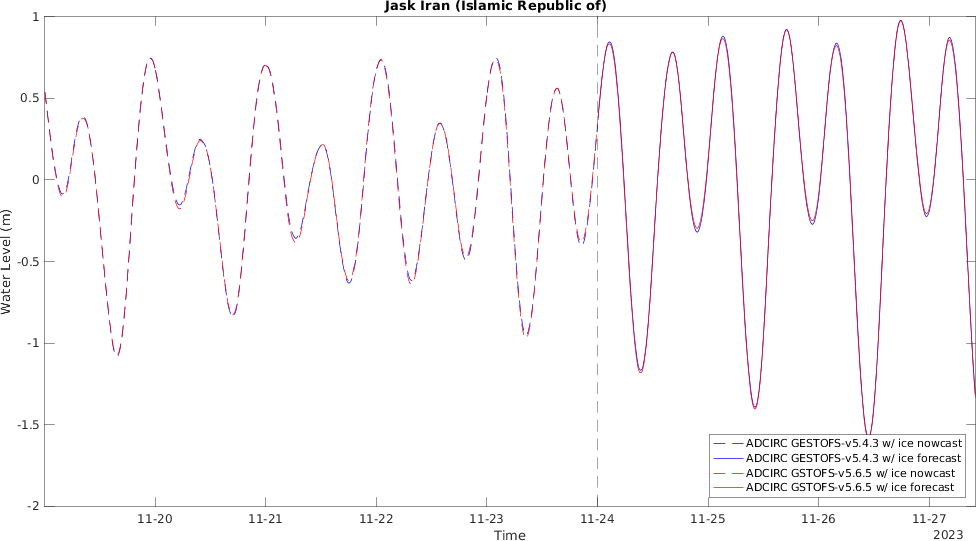 Jask Iran (Islamic Republic of)
1
0.5
0
-0.5
-1
-1.5
-2
Water Level (m)
ADCIRC GESTOFS-v5.4.3 w/ ice nowcast
ADCIRC GESTOFS-v5.4.3 w/ ice forecast
ADCIRC GSTOFS-v5.6.5 w/ ice nowcast
ADCIRC GSTOFS-v5.6.5 w/ ice forecast
11-20 11-21 11-22 11-23 11-24 11-25 11-26 11-27
Time
2023